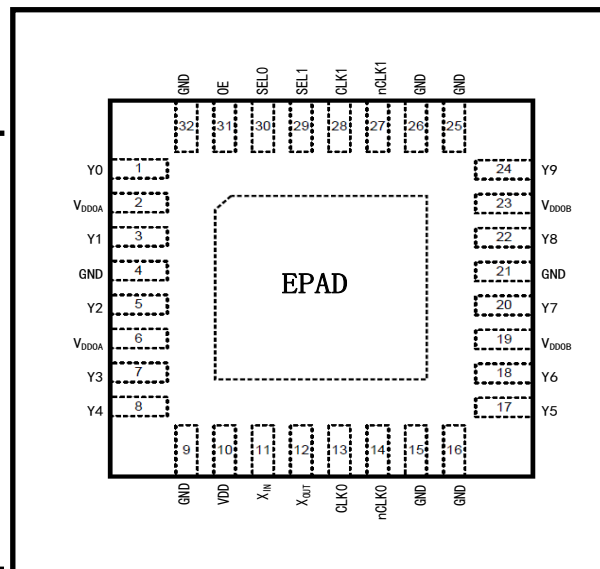 GND OE SEL0 SEL1 CLK1 nCLK1 GND GND
32 31 30 29 28 27 26 25
Y0 1 24 Y9
VDDOA 2 23 VDDOB
Y1 3 22 Y8
GND 4 21 GND
EPAD
Y2 5 20 Y7
VDDOA 6 19 VDDOB
Y3 7 18 Y6
Y4 8 17 Y5
9 10 11 12 13 14 15 16
GND VDD XIN XOUT CLK0 nCLK0 GND GND